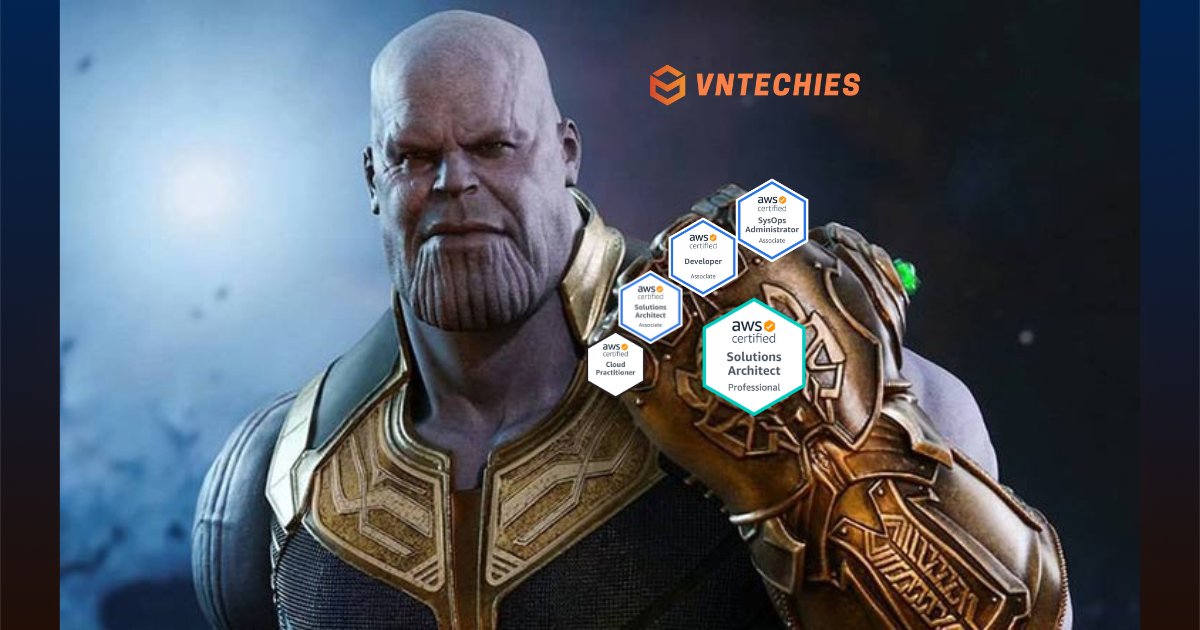 VNTECHIES
aws
certified
SysOps
Administrator
Associate
aws
certified
Developer
Associate
aws
certified
Solutions
Architect
Associate
aws
certified
Cloud
Practitioner
aws
certified
Solutions
Architect
Professional